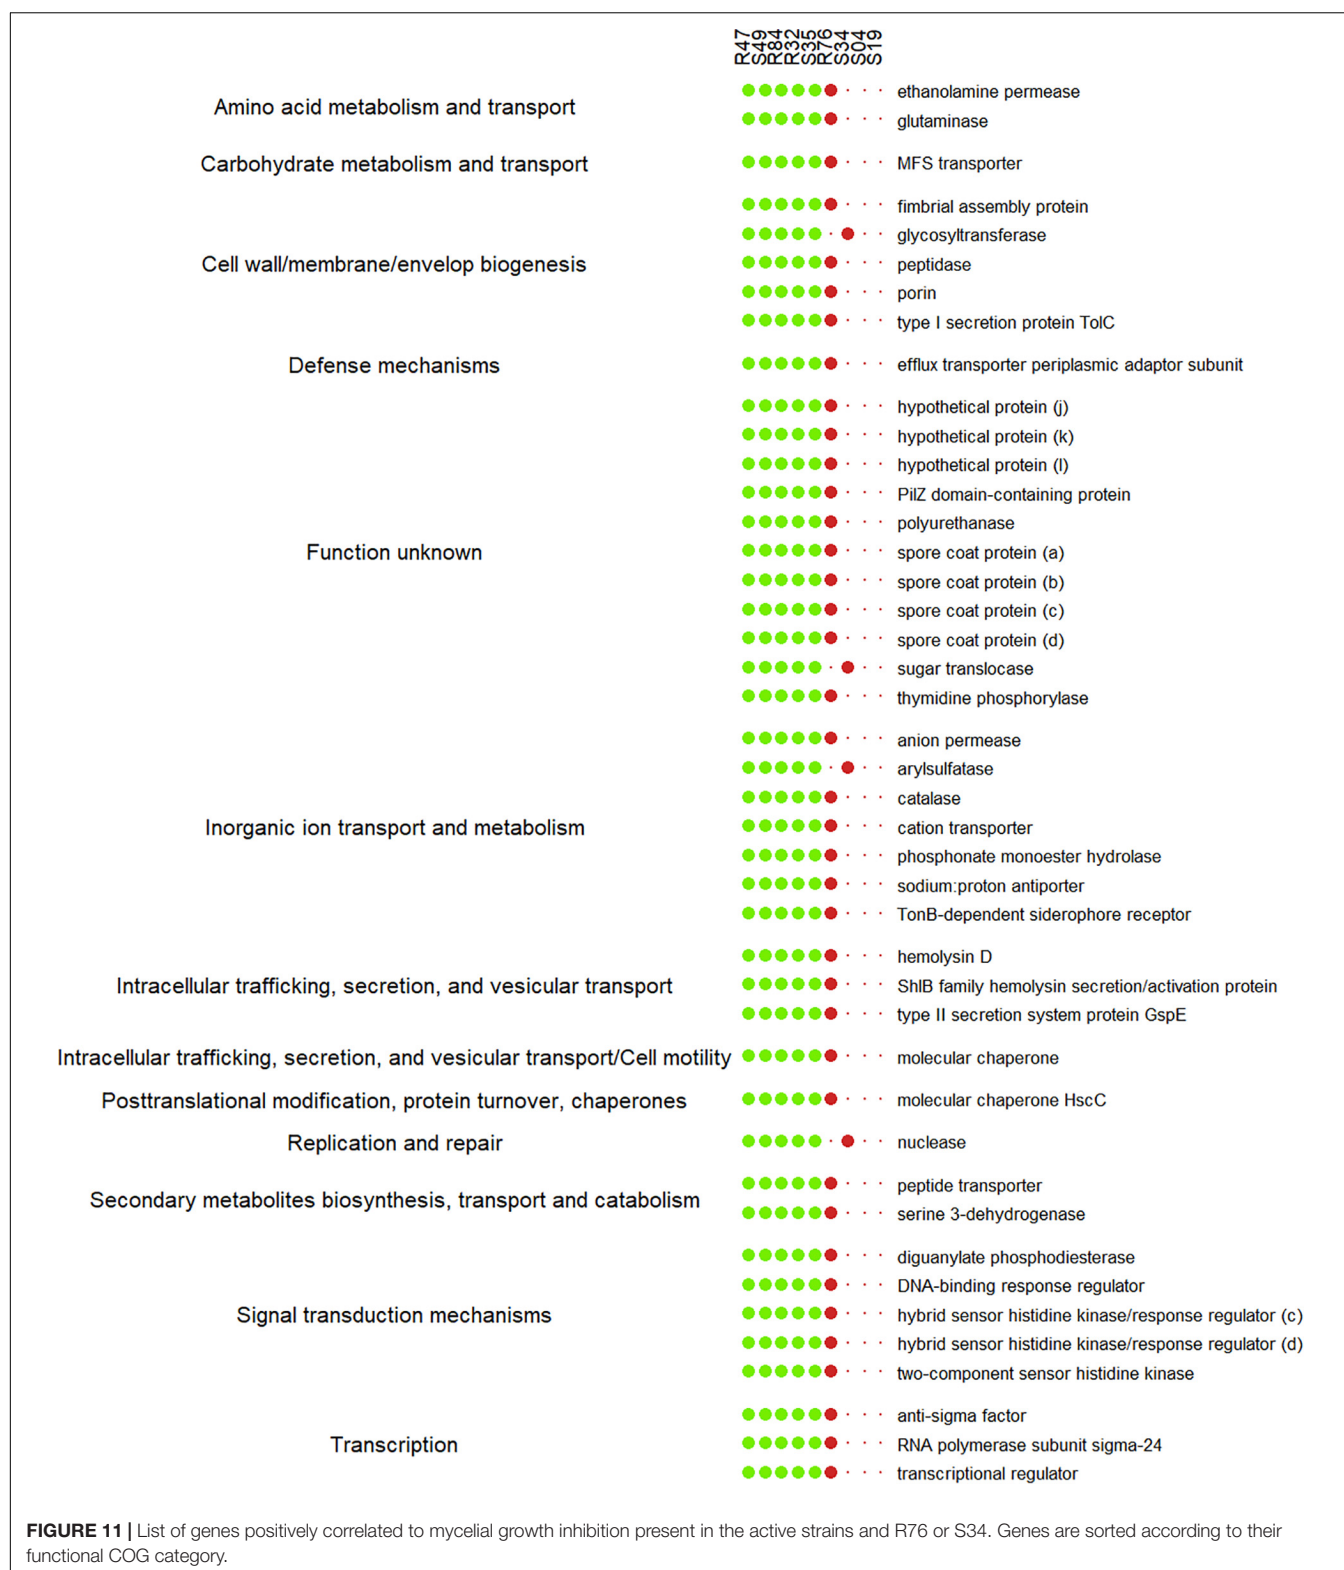 R47 S49 R84 R32 S35 R76 S34 S04 S19
Amino acid metabolism and transport
ethanolamine permease
glutaminase
Carbohydrate metabolism and transport
MFS transporter
Cell wall/membrane/envelop biogenesis
fimbrial assembly protein
glycosyltransferase
peptidase
porin
type I secretion protein TolC
Defense mechanisms
efflux transporter periplasmic adaptor subunit
Function unknown
hypothetical protein (j)
hypothetical protein (k)
hypothetical protein (l)
PilZ domain-containing protein
polyurethanase
spore coat protein (a)
spore coat protein (b)
spore coat protein (c)
spore coat protein (d)
sugar translocase
thymidine phosphorylase
Inorganic ion transport and metabolism
anion permease
arylsulfatase
catalase
cation transporter
phosphonate monoester hydrolase
sodium:proton antiporter
TonB-dependent siderophore receptor
Intracellular trafficking, secretion, and vesicular transport
hemolysin D
ShlB family hemolysin secretion/activation protein
type II secretion system protein GspE
Intracellular trafficking, secretion, and vesicular transport/Cell motility
molecular chaperone
Posttranslational modification, protein turnover, chaperones
molecular chaperone HscC
Replication and repair
nuclease
Secondary metabolites biosynthesis, transport and catabolism
peptide transporter
serine 3-dehydrogenase
Signal transduction mechanisms
diguanylate phosphodiesterase
DNA-binding response regulator
hybrid sensor histidine kinase/response regulator (c)
hybrid sensor histidine kinase/response regulator (d)
two-component sensor histidine kinase
Transcription
anti-sigma factor
RNA polymerase subunit sigma-24
transcriptional regulator
FIGURE 11 | List of genes positively correlated to mycelial growth inhibition present in the active strains and R76 or S34. Genes are sorted according to their
functional COG category.